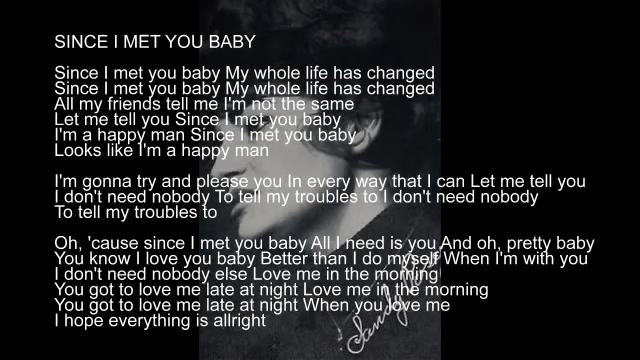 SINCE I MET YOU BABY
Since I met you baby My whole life has changed
Since I met you baby My whole life has changed
All my friends tell me I'm not the same
Let me tell you Since I met you baby
I'm a happy man Since I met you baby
Looks like I'm a happy man
I'm gonna try and please you In every way that I can Let me tell you
I don't need nobody To tell my troubles to I don't need nobody
To tell my troubles to
Oh, 'cause since I met you baby All I need is you And oh, pretty baby
You know I love you baby Better than I do myself When I'm with you
I don't need nobody else Love me in the morning
You got to love me late at night Love me in the morning
You got to love me late at night When you love me
I hope everything is allright
Sandy